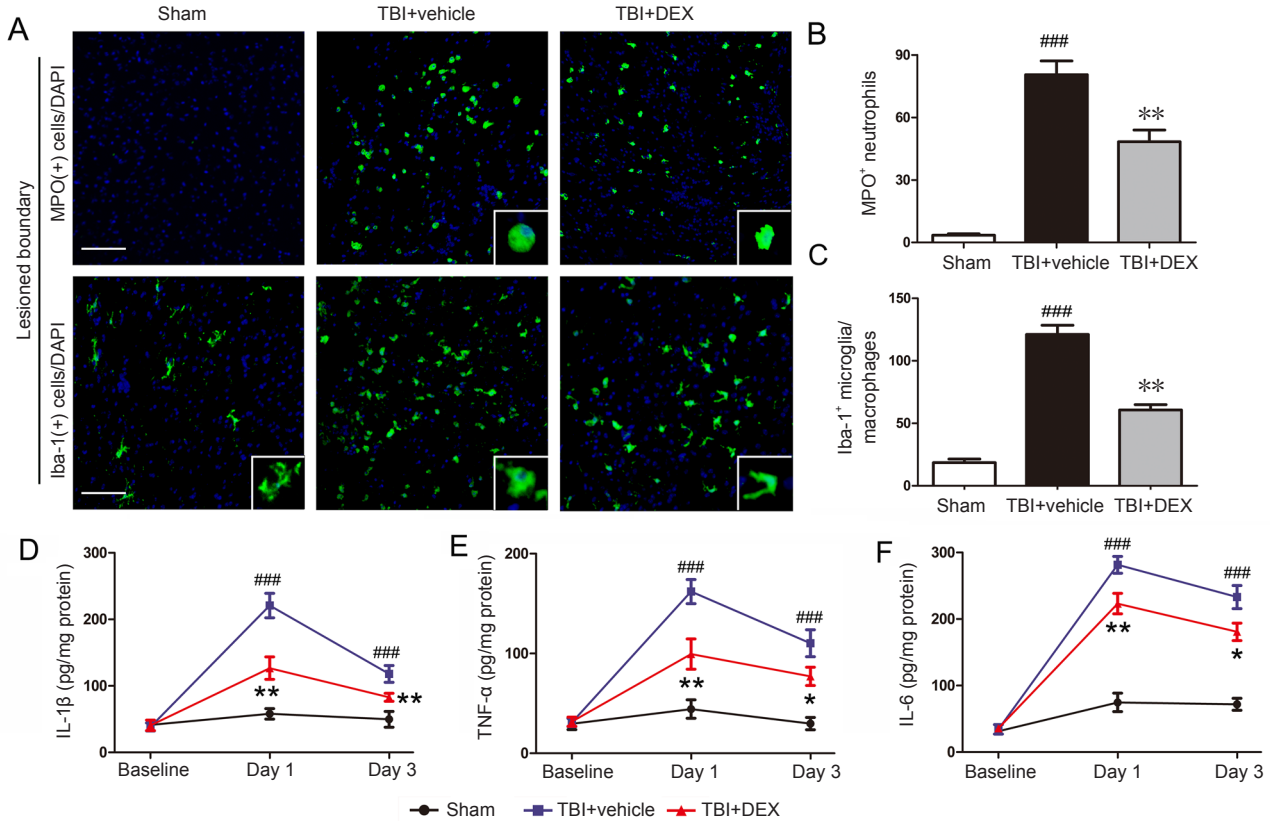 A
Sham
TBI+vehicle
TBI+DEX
Lesioned boundary
MPO(+) cells/DAPI
Iba-1(+) cells/DAPI
B
MPO⁺ neutrophils
90
60
30
0
###
**
Sham
TBI+vehicle
TBI+DEX
C
Iba-1⁺ microglia/
macrophages
150
100
50
0
###
**
Sham
TBI+vehicle
TBI+DEX
D
IL-1β (pg/mg protein)
300
200
100
0
###
###
**
**
Baseline
Day 1
Day 3
E
TNF-α (pg/mg protein)
200
100
0
###
###
**
*
Baseline
Day 1
Day 3
F
IL-6 (pg/mg protein)
300
200
100
0
###
###
**
*
Baseline
Day 1
Day 3
Sham
TBI+vehicle
TBI+DEX